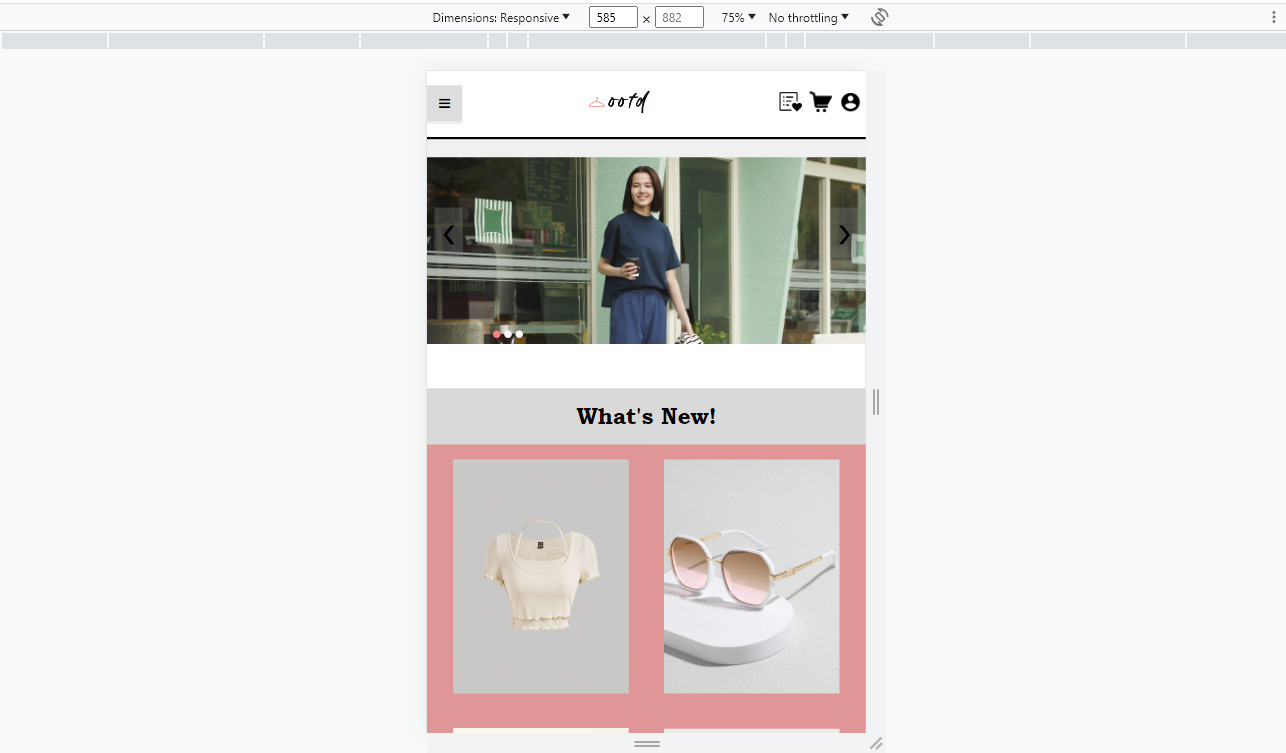 Dimensions: Responsive 585 × 882 75% No throttling
ootd
What's New!